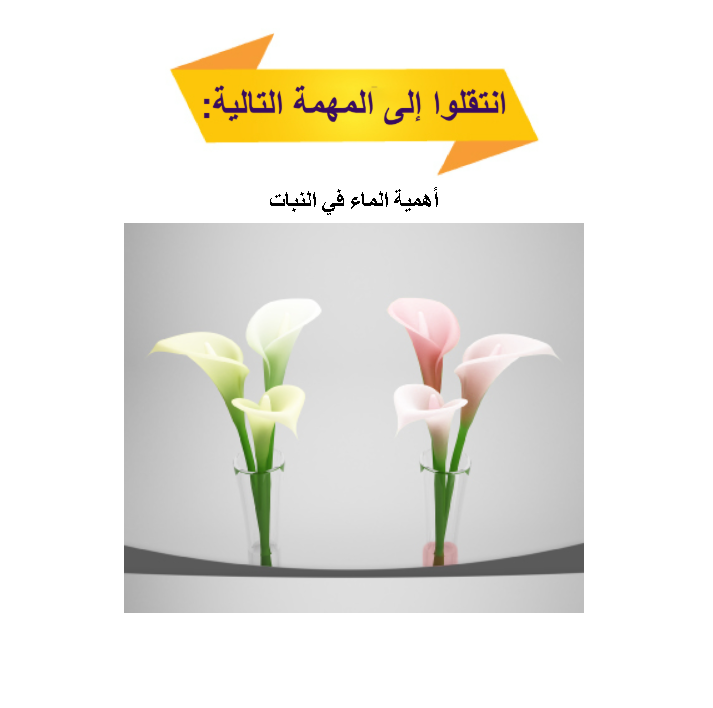 انتقلوا إلى المهمة التالية:
أهمية الماء في النبات